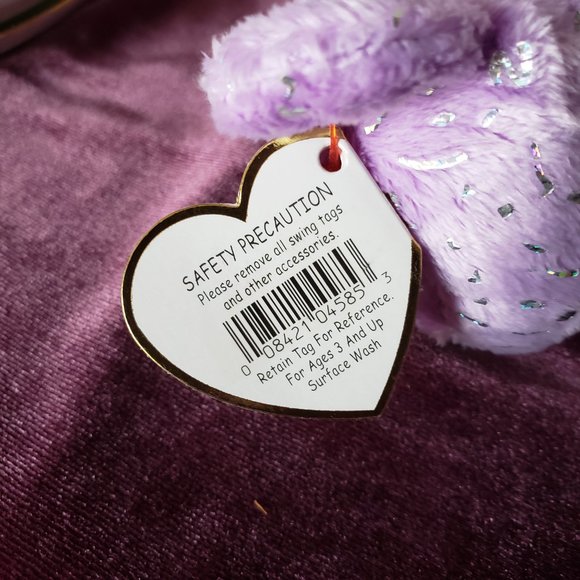 SAFETY PRECAUTION
Please remove all swing tags
and other accessories.
0 08421 04585 3
Retain Tag For Reference.
For Ages 3 And Up
Surface Wash